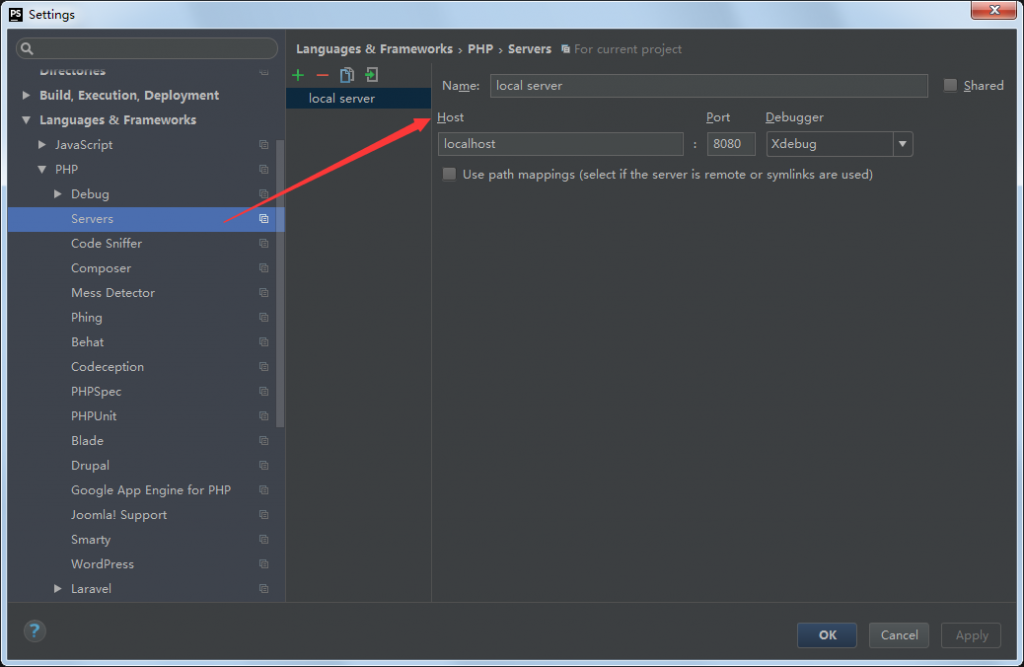 PS Settings
Languages & Frameworks › PHP › Servers For current project
Directories
Build, Execution, Deployment
Languages & Frameworks
JavaScript
PHP
Debug
Servers
Code Sniffer
Composer
Mess Detector
Phing
Behat
Codeception
PHPSpec
PHPUnit
Blade
Drupal
Google App Engine for PHP
Joomla! Support
Smarty
WordPress
Laravel
local server
Name: local server Shared
Host Port Debugger
localhost : 8080 Xdebug
Use path mappings (select if the server is remote or symlinks are used)
? OK Cancel Apply